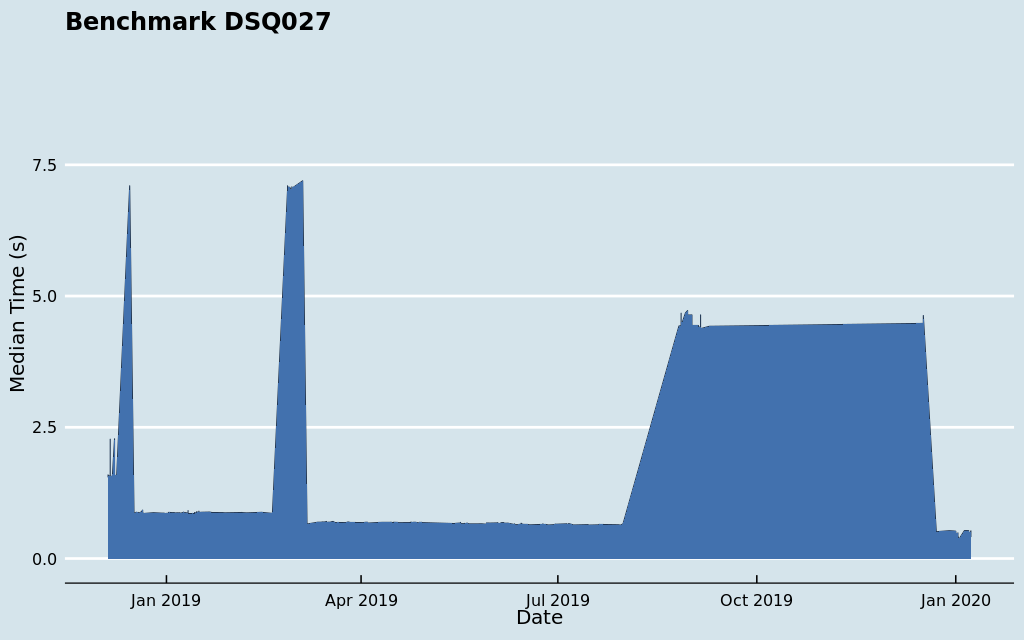 Benchmark DSQ027
Median Time (s)
7.5
5.0
2.5
0.0
Jan 2019
Apr 2019
Jul 2019
Oct 2019
Jan 2020
Date